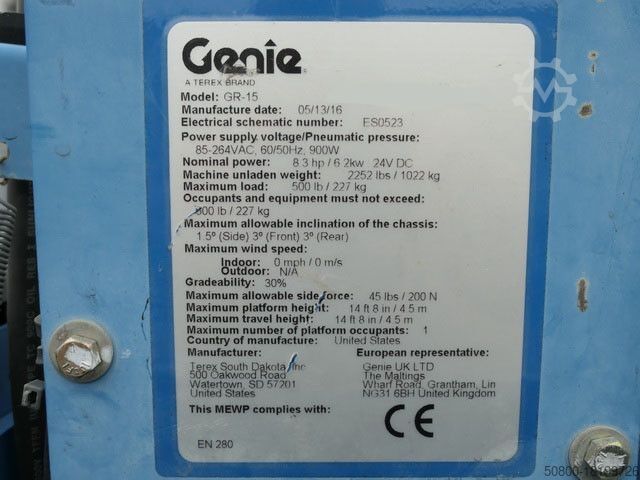 Genie
A TEREX BRAND
Model: GR-15
Manufacture date: 05/13/16
Electrical schematic number: ES0523
Power supply voltage/Pneumatic pressure:
85-264VAC, 60/50Hz, 900W
Nominal power: 8.3 hp / 6.2kw 24V DC
Machine unladen weight: 2252 lbs / 1022 kg
Maximum load: 500 lb / 227 kg
Occupants and equipment must not exceed:
500 lb / 227 kg
Maximum allowable inclination of the chassis:
1.5º (Side) 3º (Front) 3º (Rear)
Maximum wind speed:
Indoor: 0 mph / 0 m/s
Outdoor: N/A
Gradeability: 30%
Maximum allowable side force: 45 lbs / 200 N
Maximum platform height: 14 ft 8 in / 4.5 m
Maximum travel height: 14 ft 8 in / 4.5 m
Maximum number of platform occupants: 1
Country of manufacture: United States
Manufacturer: European representative:
Terex South Dakota, Inc Genie UK LTD
500 Oakwood Road The Maltings
Watertown, SD 57201 Wharf Road, Grantham, Lin
United States NG31 6BH United Kingdom
This MEWP complies with: CE
EN 280